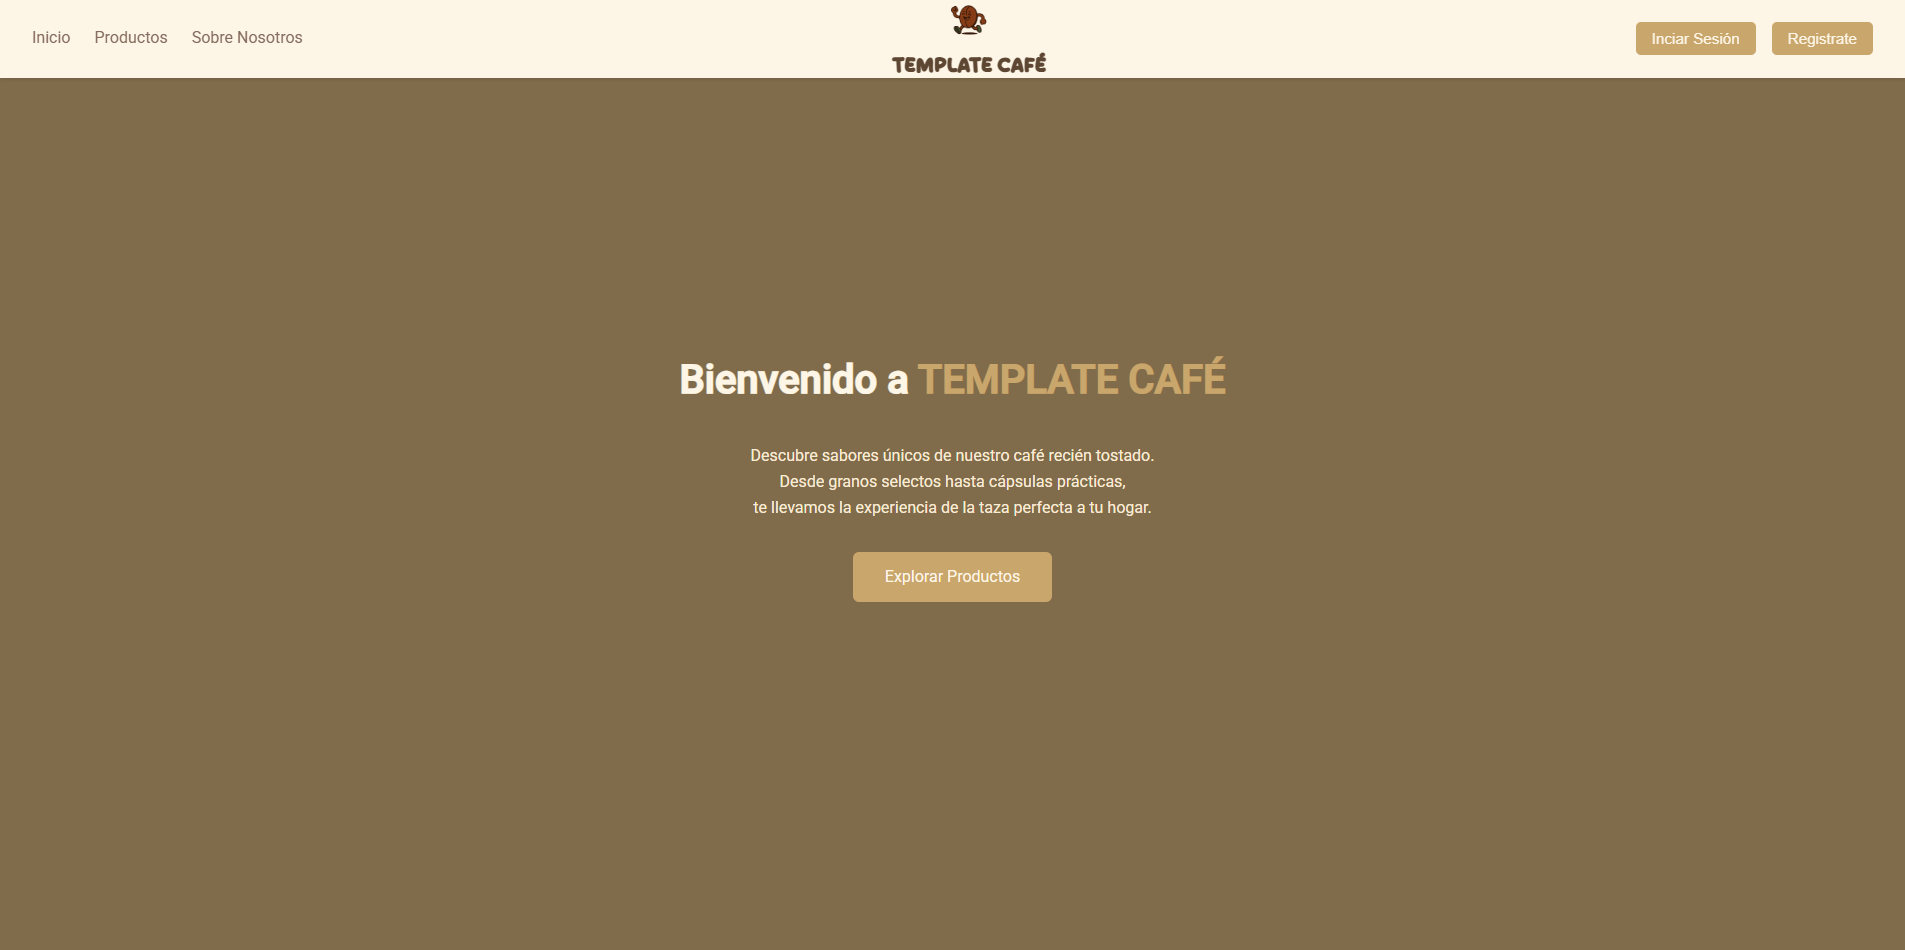 Inicio
Productos
Sobre Nosotros
TEMPLATE CAFÉ
Inciar Sesión
Registrate
Bienvenido a TEMPLATE CAFÉ
Descubre sabores únicos de nuestro café recién tostado.
Desde granos selectos hasta cápsulas prácticas,
te llevamos la experiencia de la taza perfecta a tu hogar.
Explorar Productos